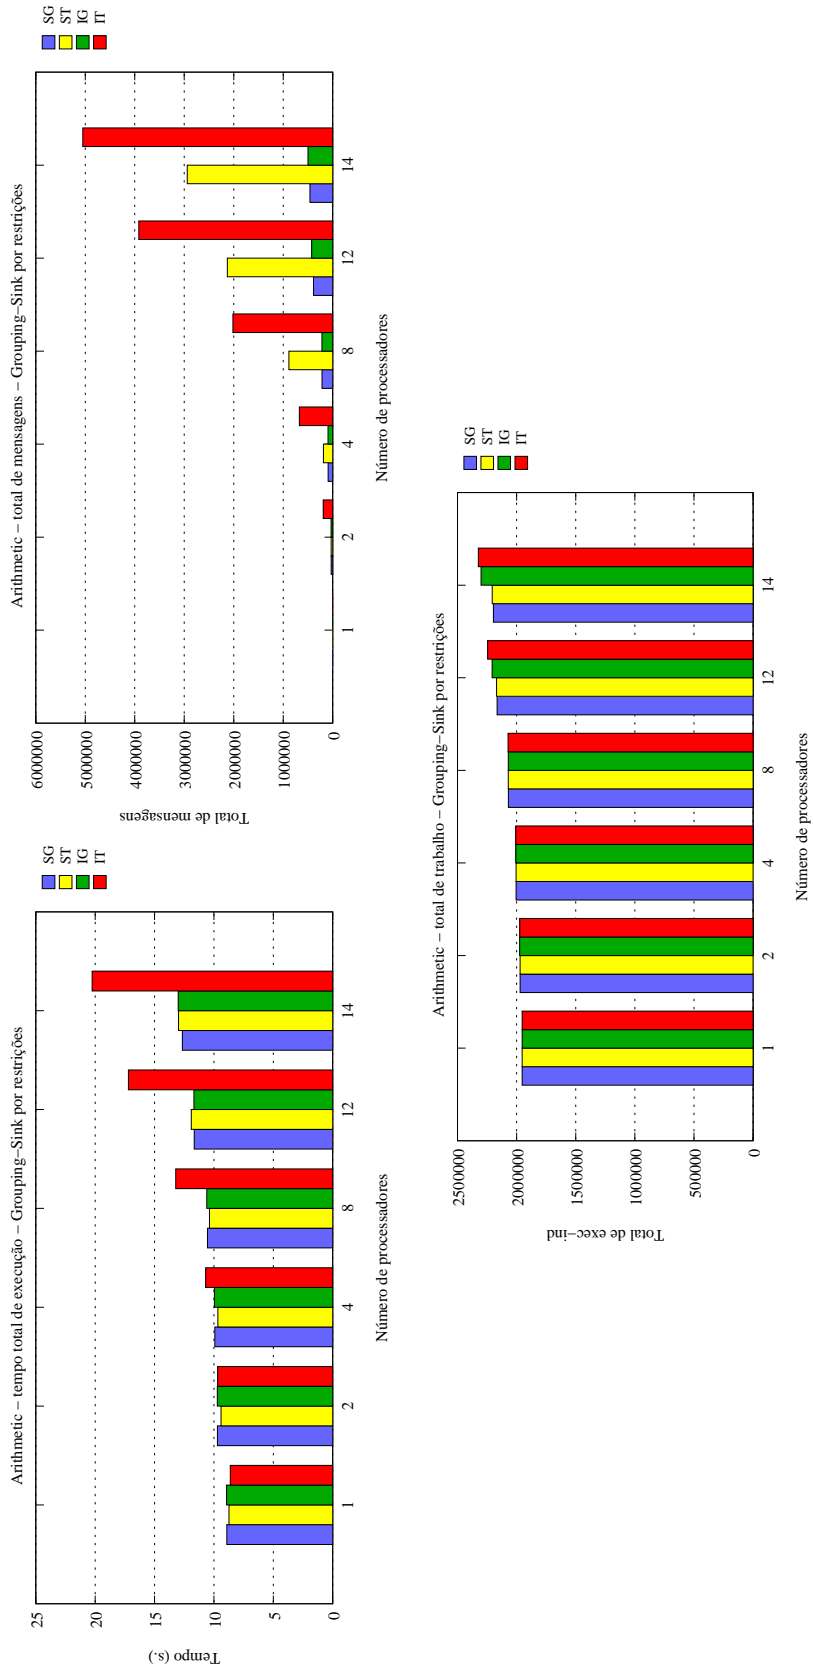 Arithmetic − tempo total de execução − Grouping−Sink por restrições
SG
ST
IG
IT
25
20
15
10
5
0
Tempo (s.)
1
2
4
8
12
14
Número de processadores
Arithmetic − total de mensagens − Grouping−Sink por restrições
SG
ST
IG
IT
6000000
5000000
4000000
3000000
2000000
1000000
0
Total de mensagens
1
2
4
8
12
14
Número de processadores
Arithmetic − total de trabalho − Grouping−Sink por restrições
SG
ST
IG
IT
2500000
2000000
1500000
1000000
500000
0
Total de exec−ind
1
2
4
8
12
14
Número de processadores